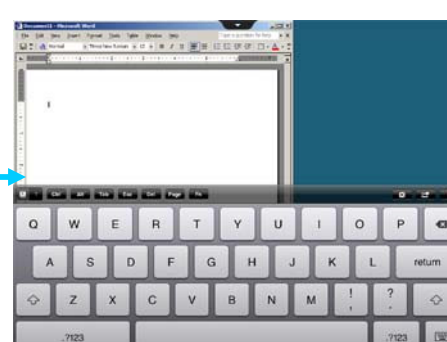 Document1 - Microsoft Word
File Edit View Insert Format Tools Table Window Help
Normal Times New Roman 12 B I U
Ctrl Alt Tab Esc Del Page Fn
Q W E R T Y U I O P
A S D F G H J K L return
Z X C V B N M ! , ? .
.?123 .?123